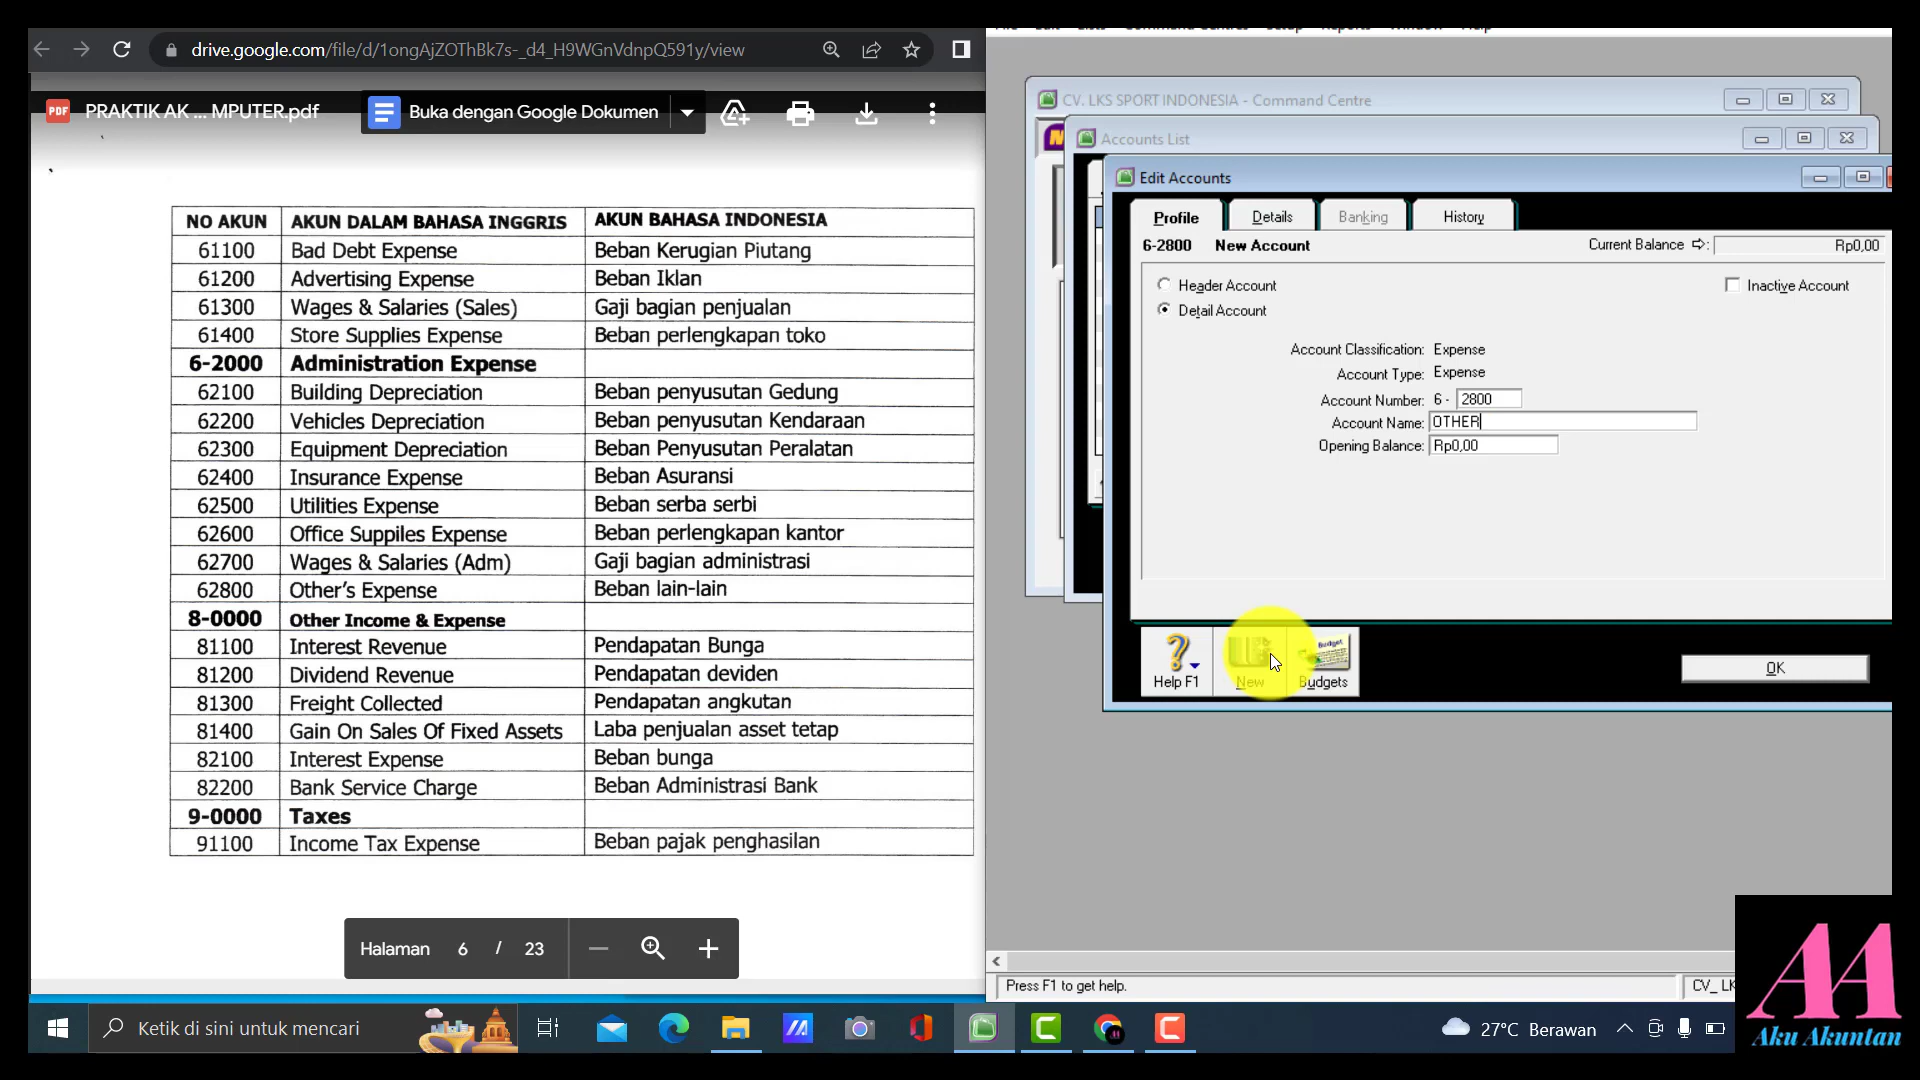 drive.google.com/file/d/1ongAjZOThBk7s-_d4_H9WGnVdnpQ591y/view
PRAKTIK AK ... MPUTER.pdf
Buka dengan Google Dokumen
NO AKUN AKUN DALAM BAHASA INGGRIS AKUN BAHASA INDONESIA
61100 Bad Debt Expense Beban Kerugian Piutang
61200 Advertising Expense Beban Iklan
61300 Wages & Salaries (Sales) Gaji bagian penjualan
61400 Store Supplies Expense Beban perlengkapan toko
6-2000 Administration Expense
62100 Building Depreciation Beban penyusutan Gedung
62200 Vehicles Depreciation Beban penyusutan Kendaraan
62300 Equipment Depreciation Beban Penyusutan Peralatan
62400 Insurance Expense Beban Asuransi
62500 Utilities Expense Beban serba serbi
62600 Office Suppiles Expense Beban perlengkapan kantor
62700 Wages & Salaries (Adm) Gaji bagian administrasi
62800 Other's Expense Beban lain-lain
8-0000 Other Income & Expense
81100 Interest Revenue Pendapatan Bunga
81200 Dividend Revenue Pendapatan deviden
81300 Freight Collected Pendapatan angkutan
81400 Gain On Sales Of Fixed Assets Laba penjualan asset tetap
82100 Interest Expense Beban bunga
82200 Bank Service Charge Beban Administrasi Bank
9-0000 Taxes
91100 Income Tax Expense Beban pajak penghasilan
Halaman 6 / 23
CV. LKS SPORT INDONESIA - Command Centre
Accounts List
Edit Accounts
Profile Details Banking History
6-2800 New Account Current Balance Rp0,00
Header Account Inactive Account
Detail Account
Account Classification: Expense
Account Type: Expense
Account Number: 6 - 2800
Account Name: OTHER
Opening Balance: Rp0,00
Budget
Help F1 New Budgets OK
Press F1 to get help. CV_ LK
Ketik di sini untuk mencari
27°C Berawan
AA
Aku Akuntan